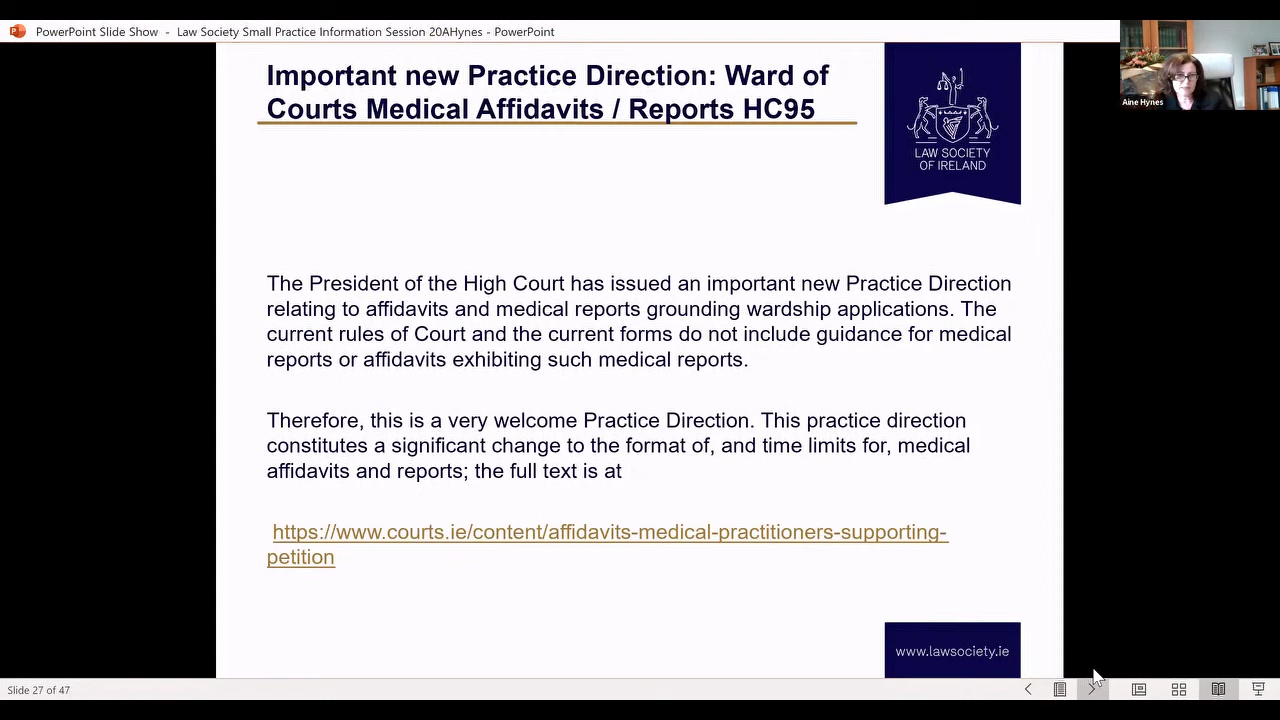 PowerPoint Slide Show - Law Society Small Practice Information Session 20AHynes - PowerPoint
Aine Hynes
Important new Practice Direction: Ward of
Courts Medical Affidavits / Reports HC95
LAW SOCIETY
OF IRELAND
The President of the High Court has issued an important new Practice Direction
relating to affidavits and medical reports grounding wardship applications. The
current rules of Court and the current forms do not include guidance for medical
reports or affidavits exhibiting such medical reports.
Therefore, this is a very welcome Practice Direction. This practice direction
constitutes a significant change to the format of, and time limits for, medical
affidavits and reports; the full text is at
https://www.courts.ie/content/affidavits-medical-practitioners-supporting-
petition
www.lawsociety.ie
Slide 27 of 47